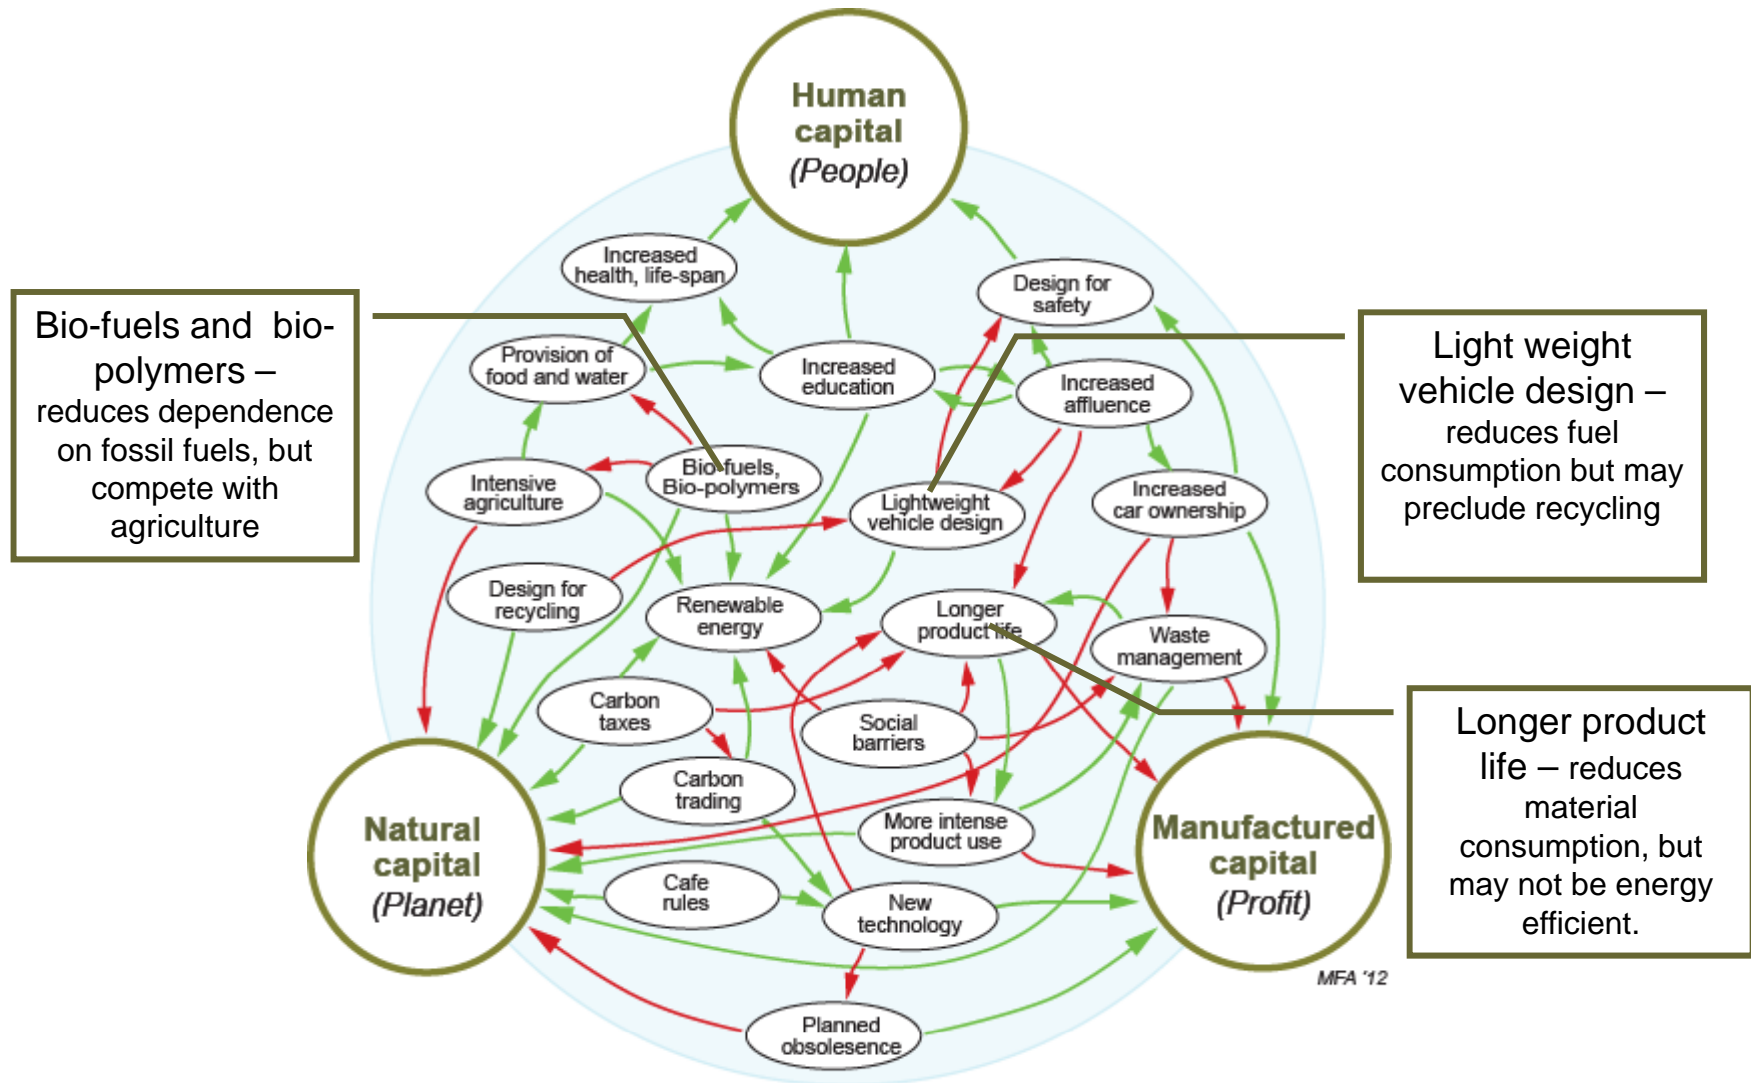 Human
capital
(People)
Increased
health, life-span
Design for
safety
Bio-fuels and bio-
polymers –
reduces dependence
on fossil fuels, but
compete with
agriculture
Provision of
food and water
Increased
education
Increased
affluence
Light weight
vehicle design –
reduces fuel
consumption but may
preclude recycling
Intensive
agriculture
Bio-fuels,
Bio-polymers
Lightweight
vehicle design
Increased
car ownership
Design for
recycling
Renewable
energy
Longer
product life
Waste
management
Carbon
taxes
Social
barriers
Longer product
life – reduces
material
consumption, but
may not be energy
efficient.
Carbon
trading
More intense
product use
Natural
capital
(Planet)
Manufactured
capital
(Profit)
Cafe
rules
New
technology
MFA '12
Planned
obsolesence